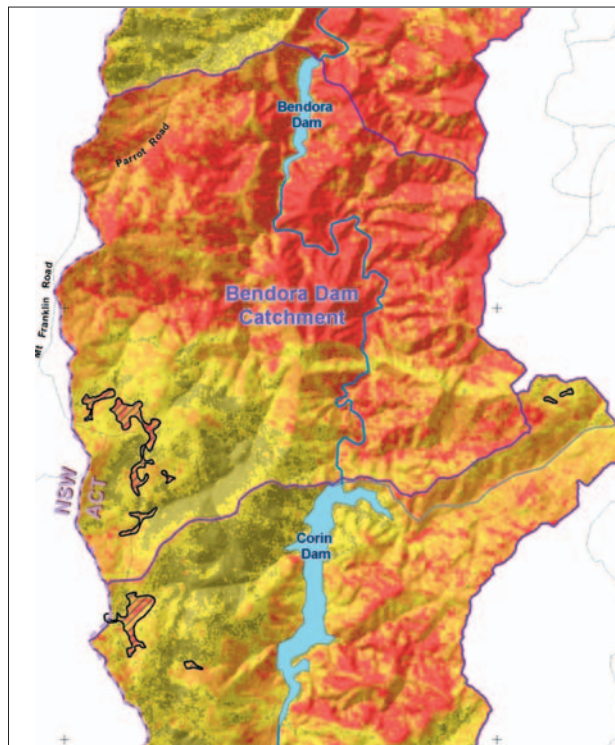 Bendora
Dam
Parrot Road
Mt Franklin Road
Bendora Dam
Catchment
NSW
ACT
Corin
Dam